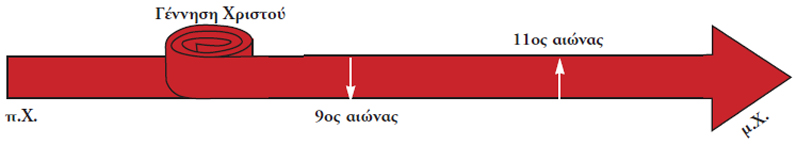 Γέννηση Χριστού
11ος αιώνας
π.Χ.
9ος αιώνας
μ.Χ.